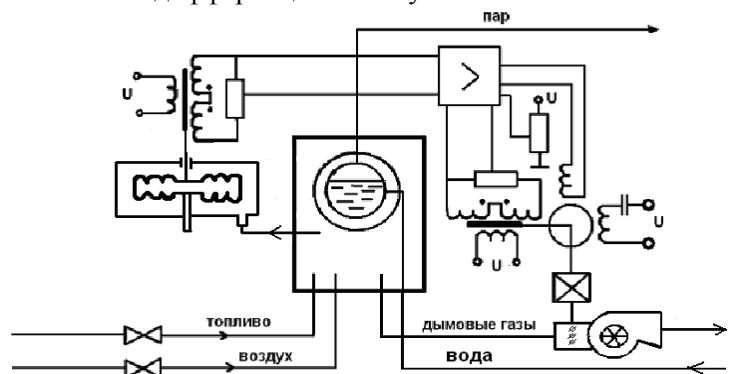 пар
U
U
U
U
топливо
дымовые газы
воздух
вода